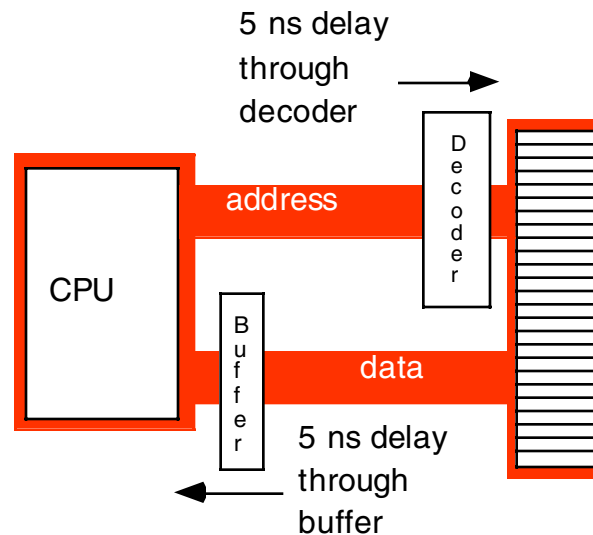 5 ns delay
through
decoder
Decoder
address
CPU
Buffer
data
5 ns delay
through
buffer